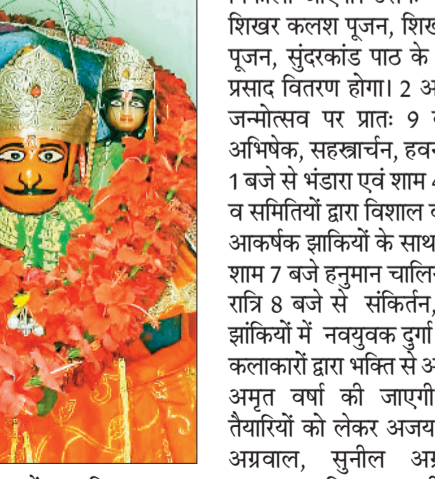 शिखर कलश पूजन,
पूजन, सुंदरकांड पाठ के
प्रसाद वितरण होगा। 2
जन्मोत्सव पर प्रातः 9
अभिषेक, सहस्त्रार्चन,
1 बजे से भंडारा एवं शाम
व समितियों द्वारा विशाल
आकर्षक झाकियों के साथ
शाम 7 बजे हनुमान
रात्रि 8 बजे से संकिर्तन,
झांकियों में नवयुवक दुर्गा
कलाकारों द्वारा भक्ति से
अमृत वर्षा की जाएगी
तैयारियों को लेकर अजय
अग्रवाल, सुनील